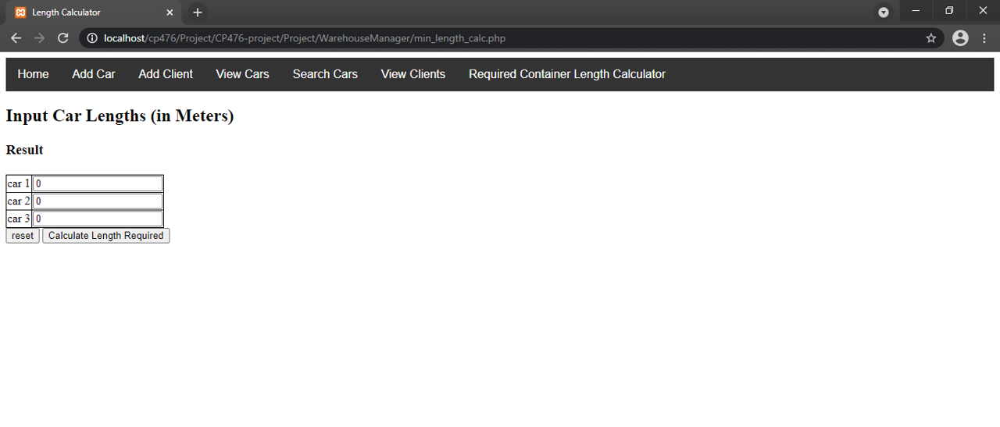 Length Calculator
localhost/cp476/Project/CP476-project/Project/WarehouseManager/min_length_calc.php
Home Add Car Add Client View Cars Search Cars View Clients Required Container Length Calculator
Input Car Lengths (in Meters)
Result
car 1 0
car 2 0
car 3 0
reset Calculate Length Required